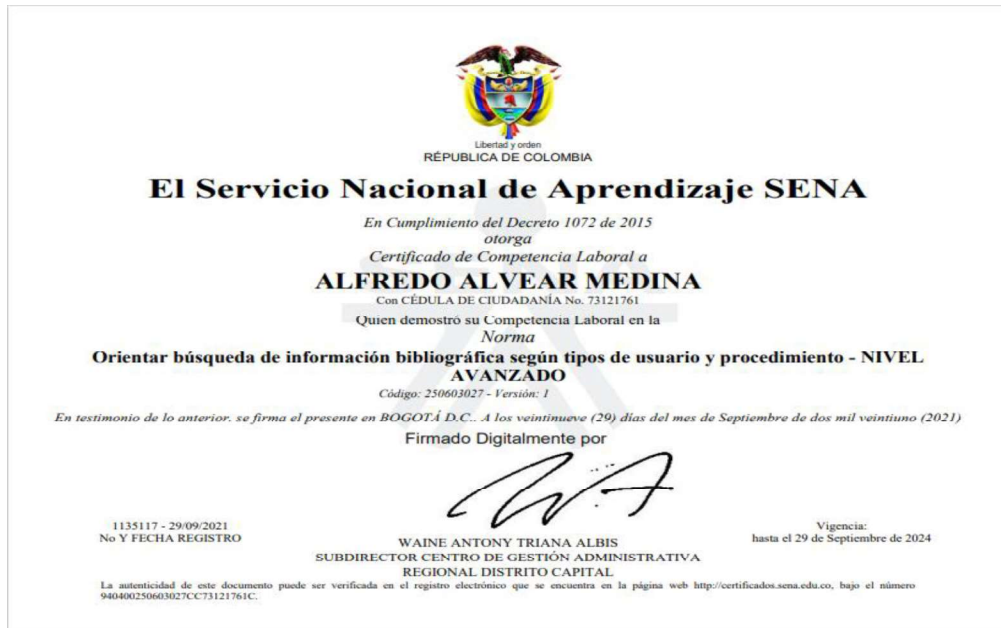 Libertad y orden
RÉPUBLICA DE COLOMBIA
El Servicio Nacional de Aprendizaje SENA
En Cumplimiento del Decreto 1072 de 2015
otorga
Certificado de Competencia Laboral a
ALFREDO ALVEAR MEDINA
Con CÉDULA DE CIUDADANÍA No. 73121761
Quien demostró su Competencia Laboral en la
Norma
Orientar búsqueda de información bibliográfica según tipos de usuario y procedimiento - NIVEL
AVANZADO
Código: 250603027 - Versión: 1
En testimonio de lo anterior. se firma el presente en BOGOTÁ D.C.. A los veintinueve (29) días del mes de Septiembre de dos mil veintiuno (2021)
Firmado Digitalmente por
1135117 - 29/09/2021
No Y FECHA REGISTRO
WAINE ANTONY TRIANA ALBIS
SUBDIRECTOR CENTRO DE GESTIÓN ADMINISTRATIVA
REGIONAL DISTRITO CAPITAL
Vigencia:
hasta el 29 de Septiembre de 2024
La autenticidad de este documento puede ser verificada en el registro electrónico que se encuentra en la página web http://certificados.sena.edu.co, bajo el número
940400250603027CC73121761C.